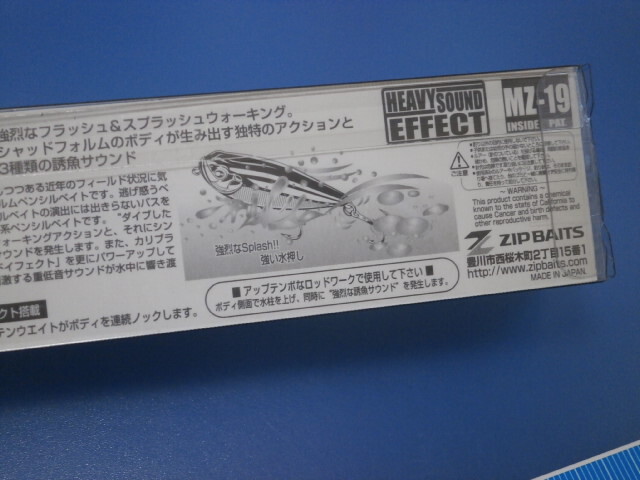 強烈なフラッシュ&スプラッシュウォーキング。
シャッドフォルムのボディが生み出す独特のアクションと
3種類の誘魚サウンド
しつつある近年のフィールド状況に気
ルムペンシルベイトです。逃げ惑うベ
ルベイトの演出には出きらないバスを
系ペンシルベイトです。"ダイブした
ォーキングアクションと、それにシン
サウンドを発生します。また、カリブラ
イフェクト】を更にパワーアップして
激する重低音サウンドが水中に響き渡
クト搭載
テンウエイトがボディを連続ノックします。
強烈なSplash!!
強い水押し
■ アップテンポなロッドワークで使用して下さい ■
ボディ側面で水柱を上げ、同時に"強烈な誘魚サウンド"を発生します。
HEAVY SOUND
EFFECT
MZ-19
INSIDE PAT.
ご注意
WARNING
This product contains a chemical
known to the state of California to
cause Cancer and birth defects and
other reproductive harm.
ZIPBAITS
豊川市西桜木町2丁目15番1
http://www.zipbaits.com
MADE IN JAPAN.